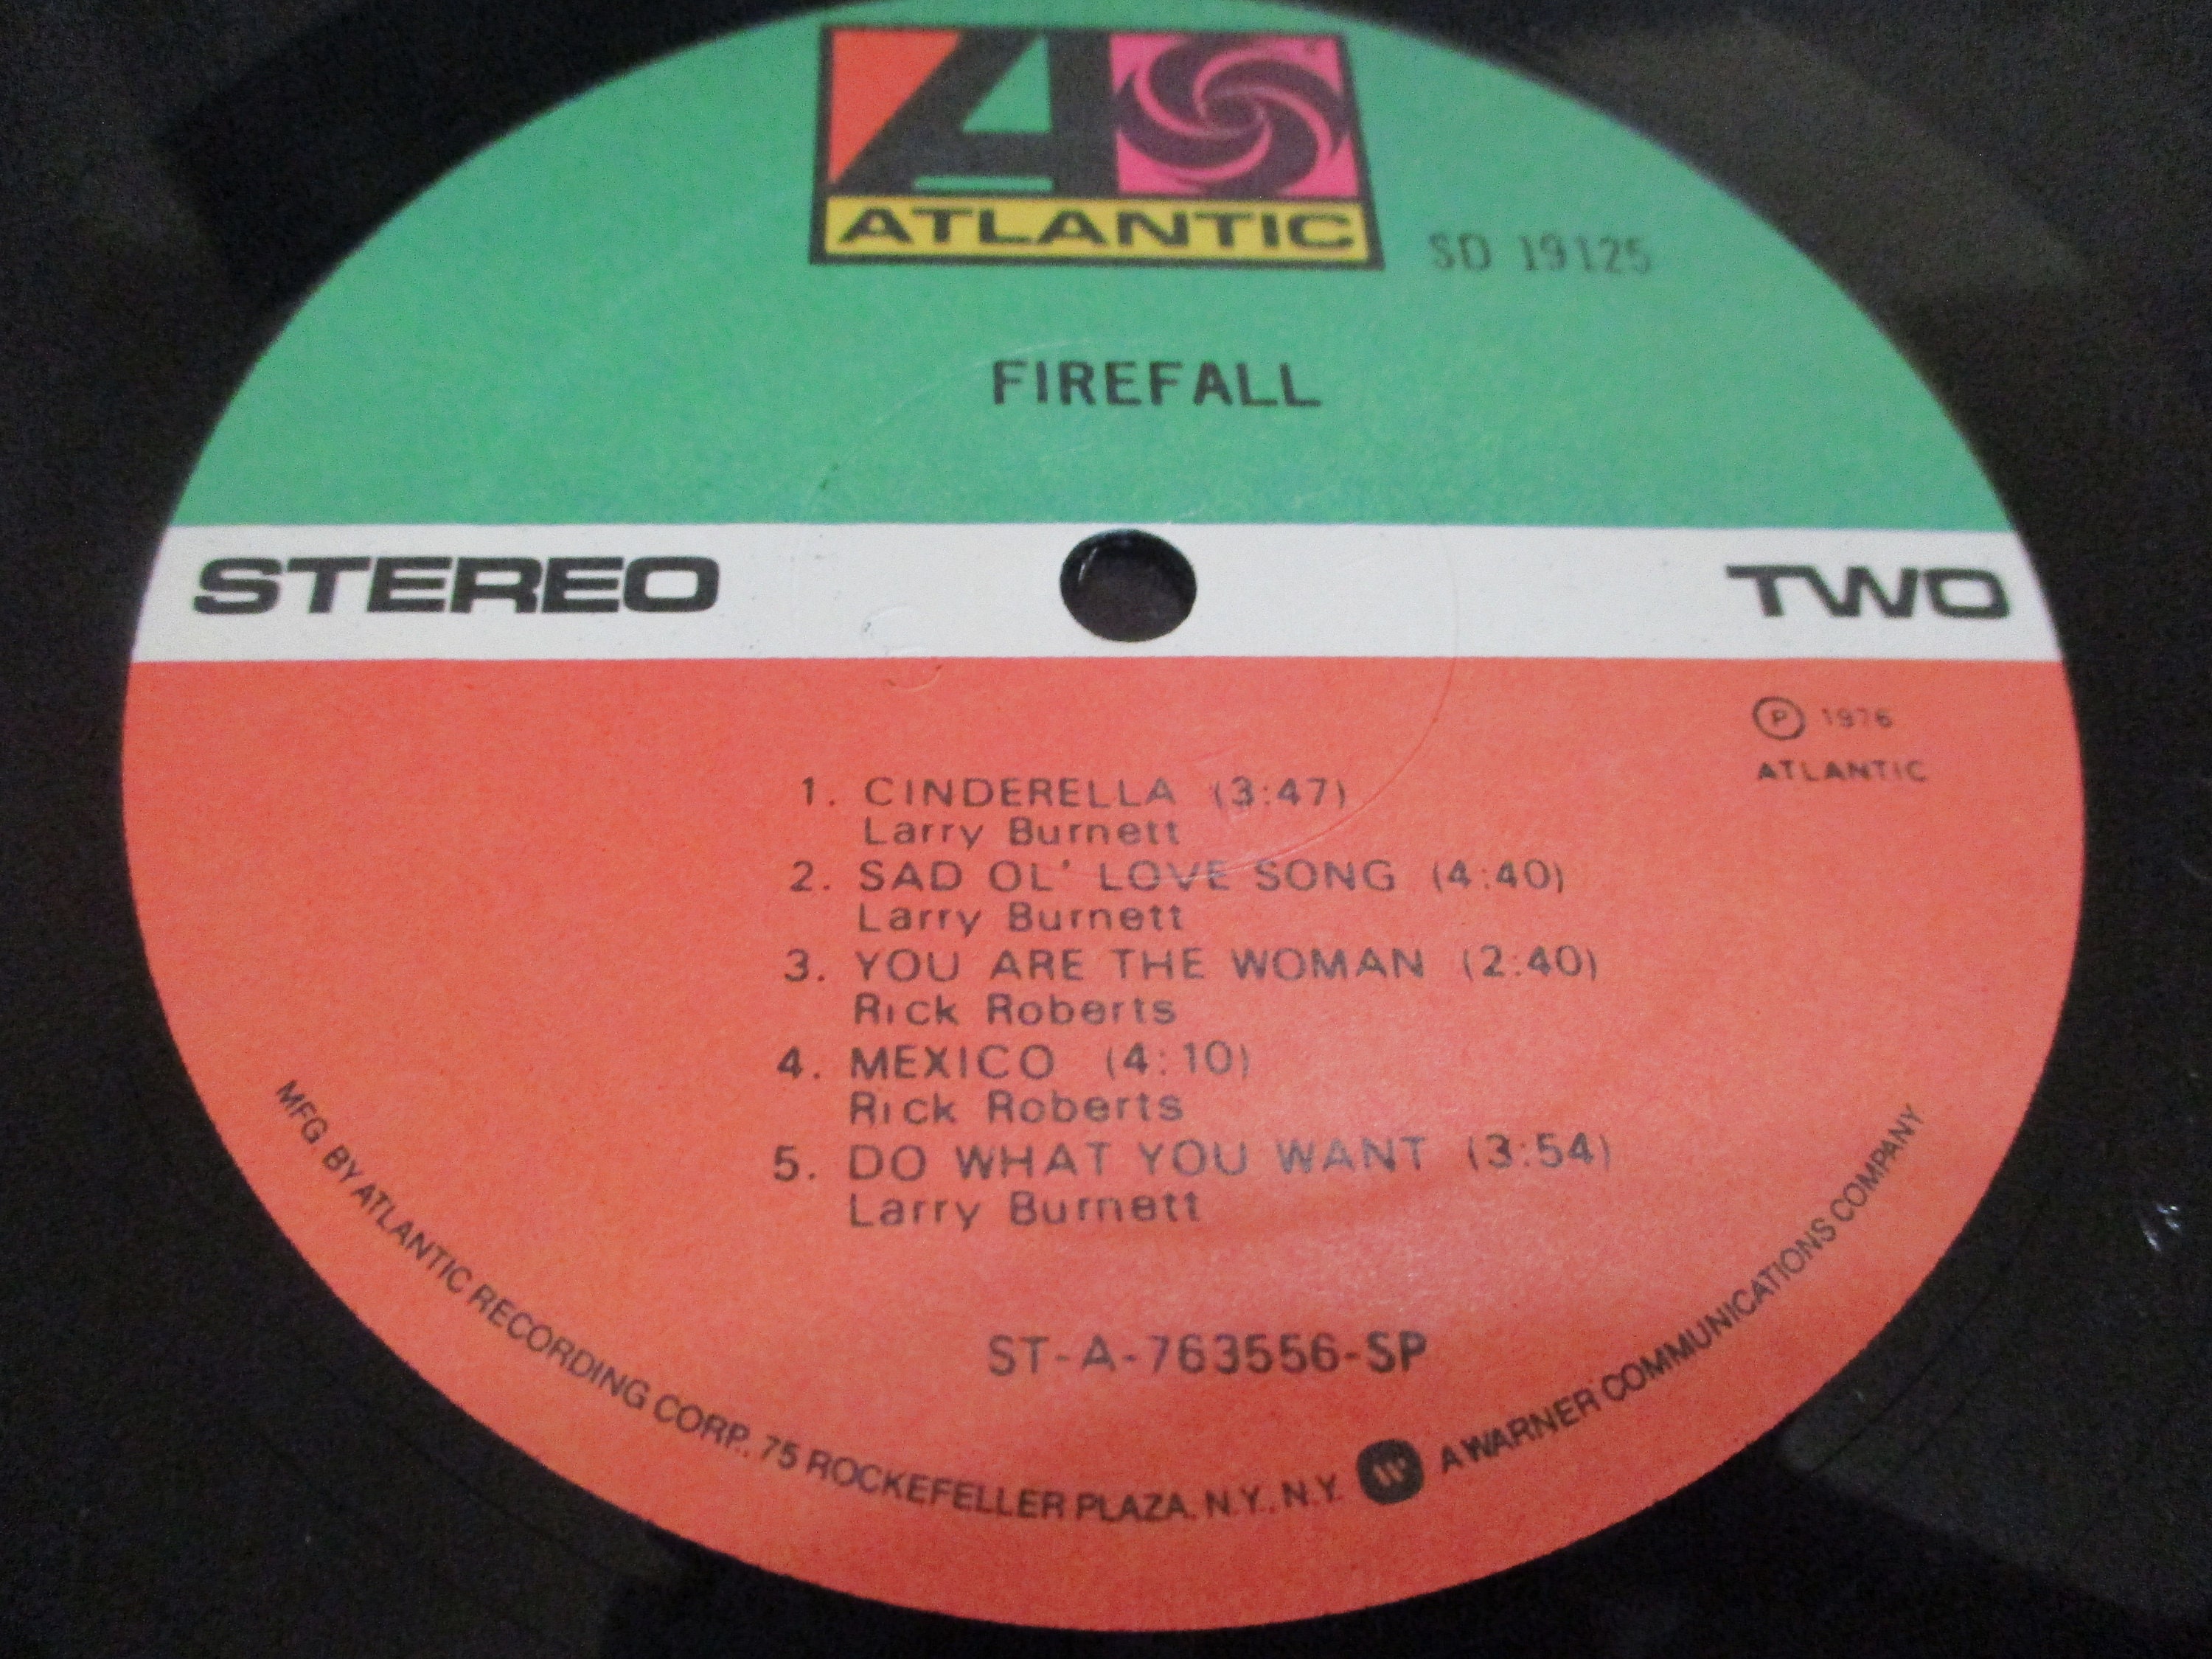 ATLANTIC
SD 19125
FIREFALL
STEREO
TWO
Ⓟ 1976
ATLANTIC
1. CINDERELLA (3:47)
Larry Burnett
2. SAD OL' LOVE SONG (4:40)
Larry Burnett
3. YOU ARE THE WOMAN (2:40)
Rick Roberts
4. MEXICO (4:10)
Rick Roberts
5. DO WHAT YOU WANT (3:54)
Larry Burnett
ST-A-763556-SP
MFG. BY ATLANTIC RECORDING CORP., 75 ROCKEFELLER PLAZA, N.Y., N.Y. W A WARNER COMMUNICATIONS COMPANY